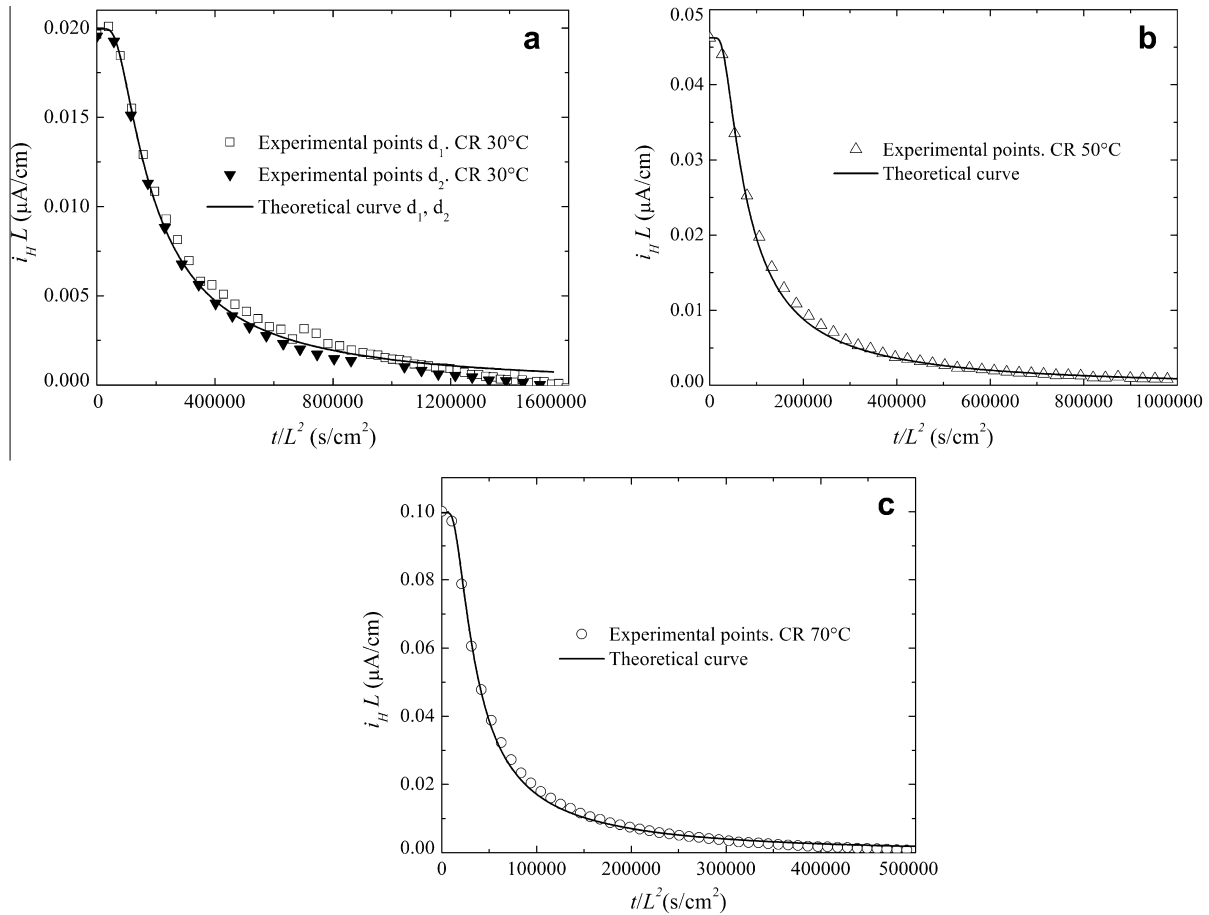 a
0.020
0.015
0.010
0.005
0.000
i_H L (μA/cm)
□ Experimental points d₁. CR 30°C
▼ Experimental points d₂. CR 30°C
— Theoretical curve d₁, d₂
0 400000 800000 1200000 1600000
t/L² (s/cm²)
b
0.05
0.04
0.03
0.02
0.01
0.00
i_H L (μA/cm)
△ Experimental points. CR 50°C
— Theoretical curve
0 200000 400000 600000 800000 1000000
t/L² (s/cm²)
c
0.10
0.08
0.06
0.04
0.02
0.00
i_H L (μA/cm)
○ Experimental points. CR 70°C
— Theoretical curve
0 100000 200000 300000 400000 500000
t/L²(s/cm²)